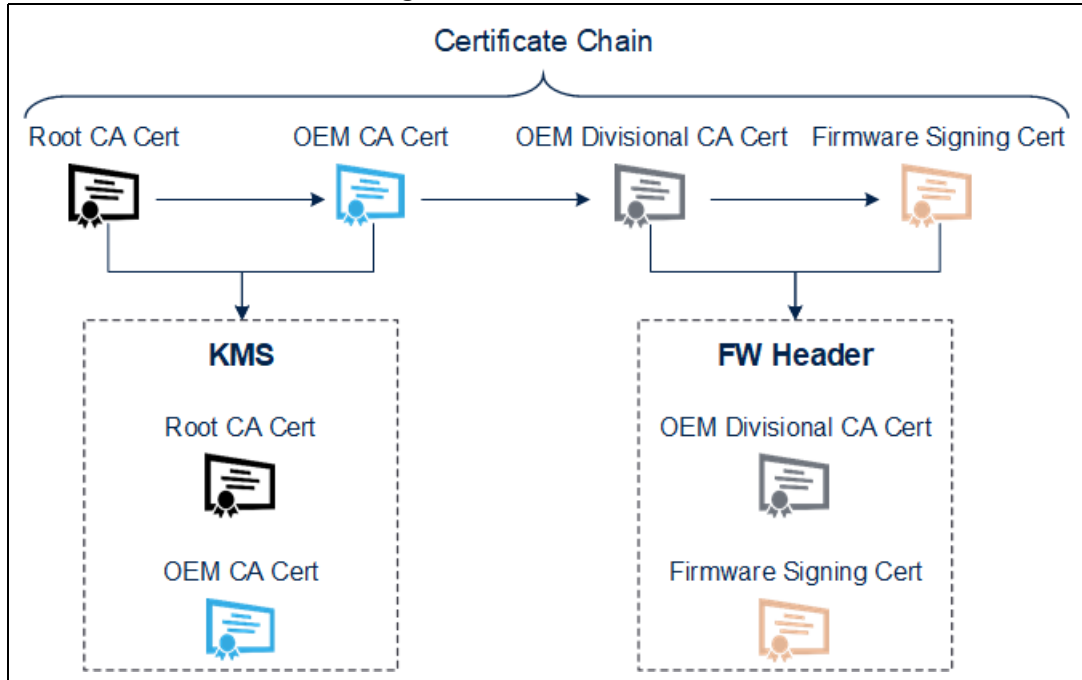 Certificate Chain
Root CA Cert
OEM CA Cert
OEM Divisional CA Cert
Firmware Signing Cert
KMS
Root CA Cert
OEM CA Cert
FW Header
OEM Divisional CA Cert
Firmware Signing Cert